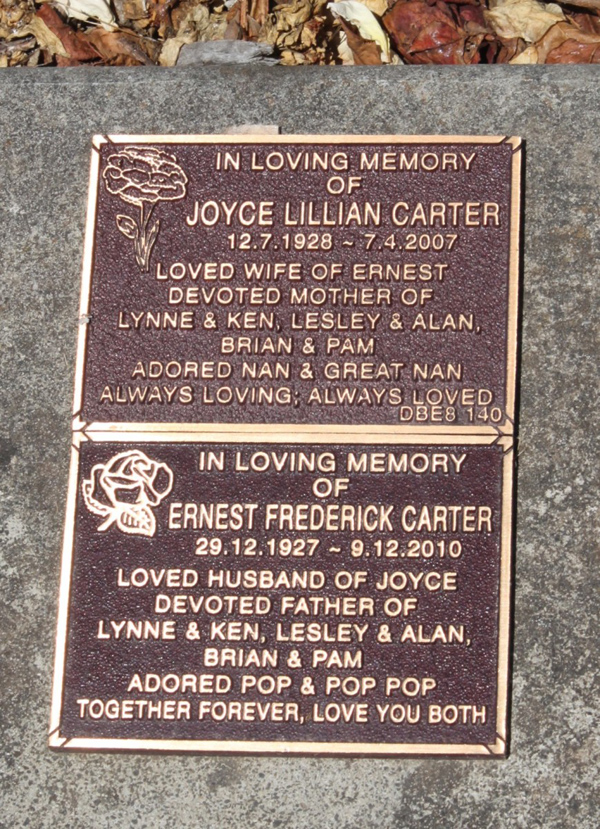 IN LOVING MEMORY
OF
JOYCE LILLIAN CARTER
12.7.1928 ~ 7.4.2007
LOVED WIFE OF ERNEST
DEVOTED MOTHER OF
LYNNE & KEN, LESLEY & ALAN,
BRIAN & PAM
ADORED NAN & GREAT NAN
ALWAYS LOVING; ALWAYS LOVED
DBE8 140
IN LOVING MEMORY
OF
ERNEST FREDERICK CARTER
29.12.1927 ~ 9.12.2010
LOVED HUSBAND OF JOYCE
DEVOTED FATHER OF
LYNNE & KEN, LESLEY & ALAN,
BRIAN & PAM
ADORED POP & POP POP
TOGETHER FOREVER, LOVE YOU BOTH